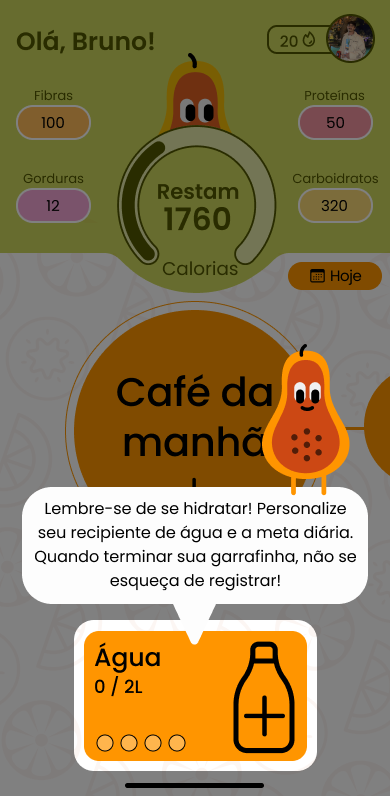 Olá, Bruno!
20
Fibras
100
Proteínas
50
Gorduras
12
Carboidratos
320
Restam
1760
Calorias
Hoje
Café da
manhã
Lembre-se de se hidratar! Personalize
seu recipiente de água e a meta diária.
Quando terminar sua garrafinha, não se
esqueça de registrar!
Água
0 / 2L